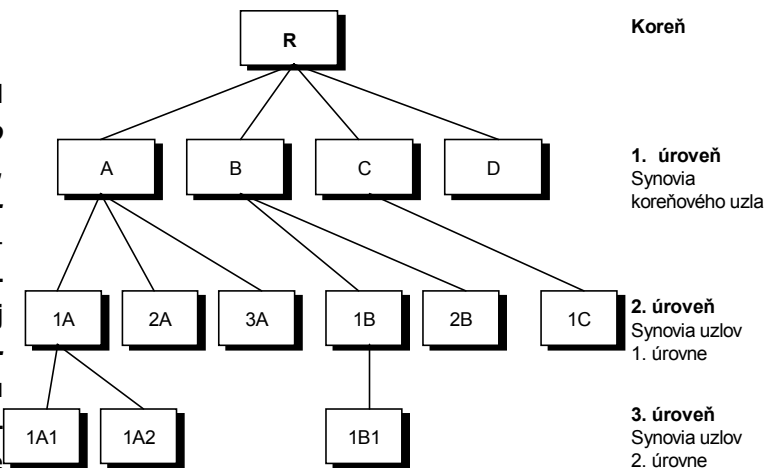 R
Koreň
A
B
C
D
1. úroveň
Synovia
koreňového uzla
1A
2A
3A
1B
2B
1C
2. úroveň
Synovia uzlov
1. úrovne
1A1
1A2
1B1
3. úroveň
Synovia uzlov
2. úrovne